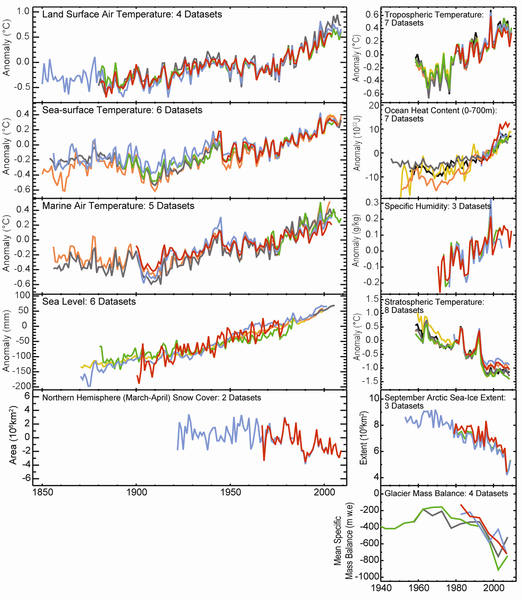 Land Surface Air Temperature: 4 Datasets
Anomaly (°C)
1.0
0.5
0.0
-0.5
Sea-surface Temperature: 6 Datasets
Anomaly (°C)
0.4
0.2
0.0
-0.2
-0.4
-0.6
Marine Air Temperature: 5 Datasets
Anomaly (°C)
0.4
0.2
0.0
-0.2
-0.4
-0.6
Sea Level: 6 Datasets
Anomaly (mm)
100
50
0
-50
-100
-150
-200
Northern Hemisphere (March-April) Snow Cover: 2 Datasets
Area (10⁶km²)
6
4
2
0
-2
-4
-6
1850
1900
1950
2000
Tropospheric Temperature:
7 Datasets
Anomaly (°C)
0.6
0.2
-0.2
-0.6
Ocean Heat Content (0-700m):
7 Datasets
20
10
0
-10
Specific Humidity: 3 Datasets
Anomaly (g/kg)
0.3
0.2
0.1
0.0
-0.1
-0.2
Stratospheric Temperature:
8 Datasets
Anomaly (°C)
1.5
1.0
0.5
0.0
-0.5
-1.0
-1.5
September Arctic Sea-Ice Extent:
3 Datasets
Extent (10⁶km²)
10
8
6
4
Glacier Mass Balance: 4 Datasets
Mean Specific
Mass Balance (m w.e)
0
-200
-400
-600
-800
-1000
1940
1960
1980
2000